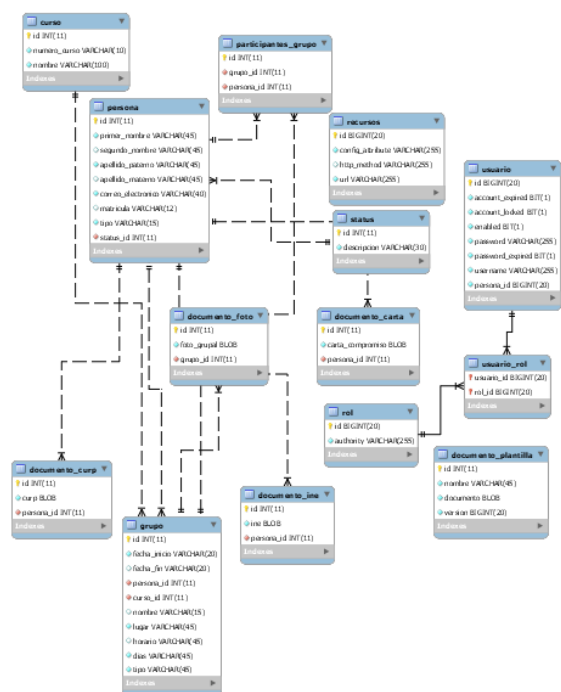 curso
id INT(11)
numero_curso VARCHAR(10)
nombre VARCHAR(100)
Indexes
participantes_grupo
id INT(11)
grupo_id INT(11)
persona_id INT(11)
Indexes
persona
id INT(11)
primer_nombre VARCHAR(45)
segundo_nombre VARCHAR(45)
apellido_paterno VARCHAR(45)
apellido_materno VARCHAR(45)
correo_electronico VARCHAR(40)
matricula VARCHAR(12)
tipo VARCHAR(15)
status_id INT(11)
Indexes
recursos
id BIGINT(20)
config_attribute VARCHAR(255)
http_method VARCHAR(255)
url VARCHAR(255)
Indexes
usuario
id BIGINT(20)
account_expired BIT(1)
account_locked BIT(1)
enabled BIT(1)
password VARCHAR(255)
password_expired BIT(1)
username VARCHAR(255)
persona_id BIGINT(20)
Indexes
status
id INT(11)
descripcion VARCHAR(30)
Indexes
documento_foto
id INT(11)
foto_grupal BLOB
grupo_id INT(11)
Indexes
documento_carta
id INT(11)
carta_compromiso BLOB
persona_id INT(11)
Indexes
usuario_rol
usuario_id BIGINT(20)
rol_id BIGINT(20)
Indexes
rol
id BIGINT(20)
authority VARCHAR(255)
Indexes
documento_plantilla
id INT(11)
nombre VARCHAR(45)
documento BLOB
version BIGINT(20)
Indexes
documento_curp
id INT(11)
curp BLOB
persona_id INT(11)
Indexes
documento_ine
id INT(11)
ine BLOB
persona_id INT(11)
Indexes
grupo
id INT(11)
fecha_inicio VARCHAR(20)
fecha_fin VARCHAR(20)
persona_id INT(11)
curso_id INT(11)
nombre VARCHAR(15)
lugar VARCHAR(45)
horario VARCHAR(45)
dias VARCHAR(45)
tipo VARCHAR(45)
Indexes